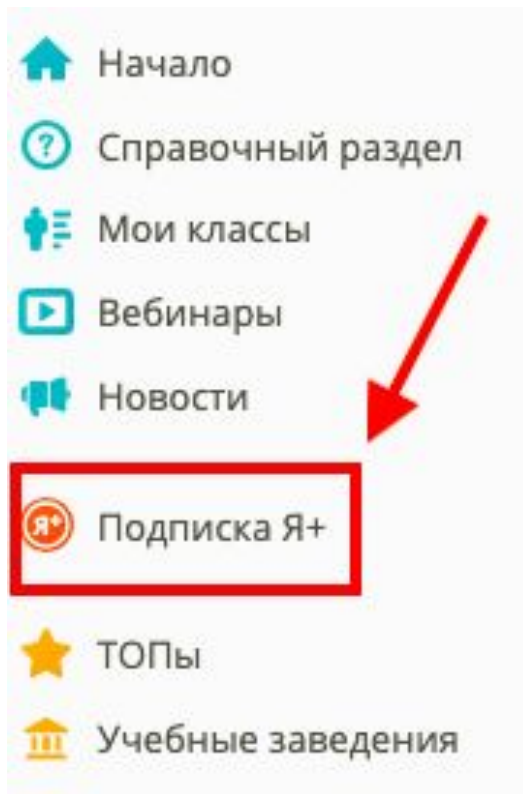 Начало
? Справочный раздел
Мои классы
Вебинары
Новости
Я+ Подписка Я+
ТОПы
Учебные заведения